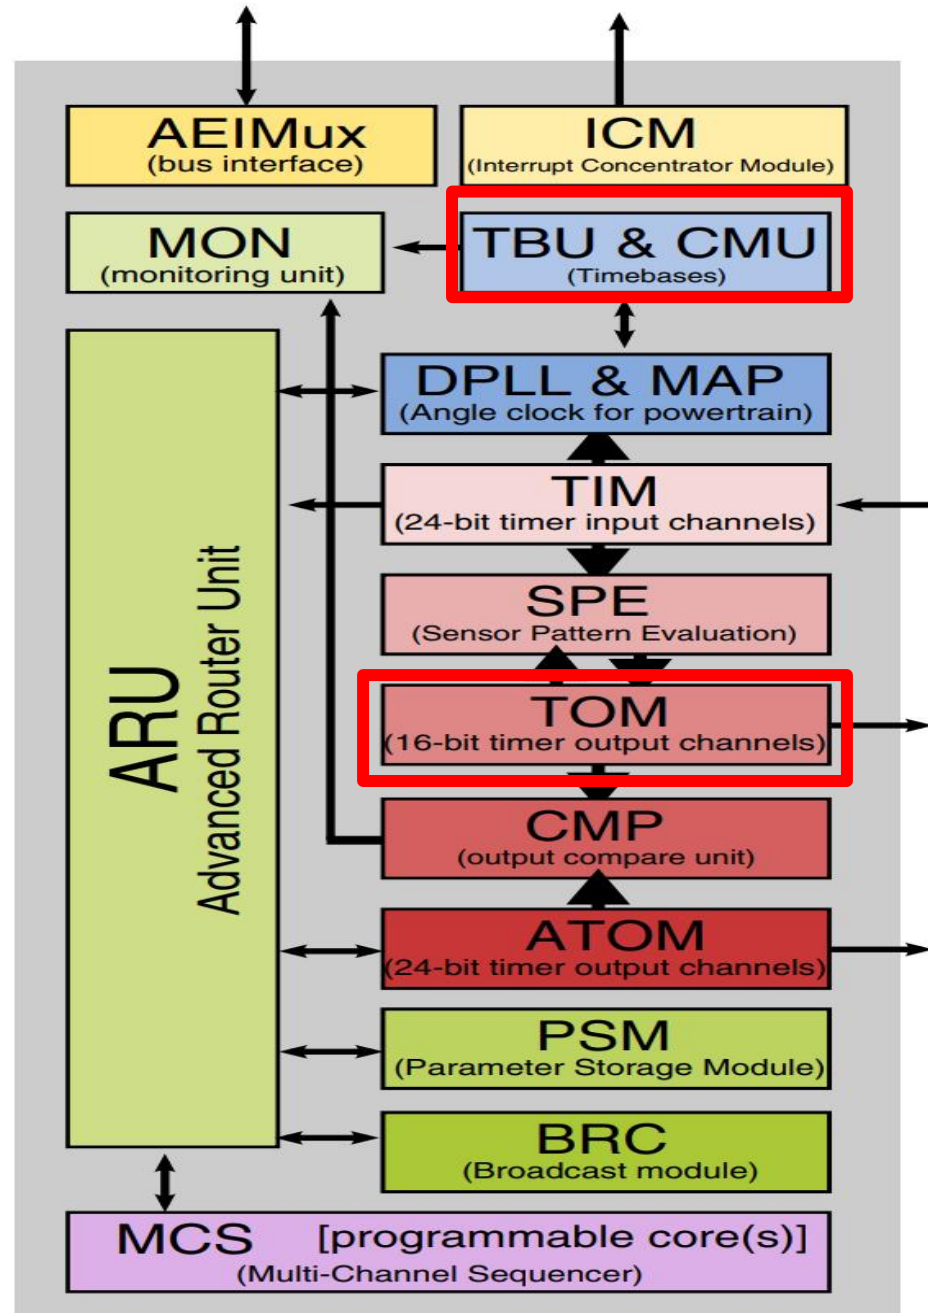 AEIMux
(bus interface)
ICM
(Interrupt Concentrator Module)
MON
(monitoring unit)
TBU & CMU
(Timebases)
ARU
Advanced Router Unit
DPLL & MAP
(Angle clock for powertrain)
TIM
(24-bit timer input channels)
SPE
(Sensor Pattern Evaluation)
TOM
(16-bit timer output channels)
CMP
(output compare unit)
ATOM
(24-bit timer output channels)
PSM
(Parameter Storage Module)
BRC
(Broadcast module)
MCS [programmable core(s)]
(Multi-Channel Sequencer)